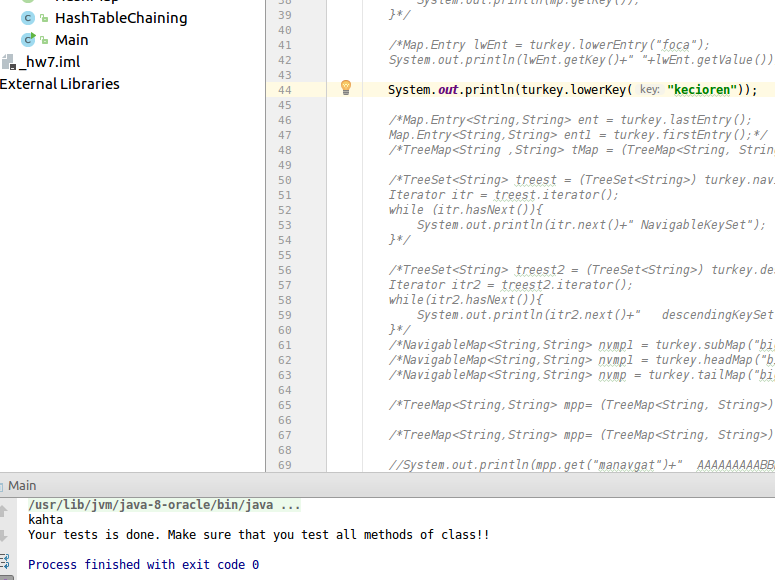 HashTableChaining
Main
_hw7.iml
External Libraries
39 }*/
40
41 /*Map.Entry lwEnt = turkey.lowerEntry("foca");
42 System.out.println(lwEnt.getKey()+" "+lwEnt.getValue())
43
44 System.out.println(turkey.lowerKey( key: "kecioren"));
45
46 /*Map.Entry<String,String> ent = turkey.lastEntry();
47 Map.Entry<String,String> ent1 = turkey.firstEntry();*/
48 /*TreeMap<String ,String> tMap = (TreeMap<String, Strin
49
50 /*TreeSet<String> treest = (TreeSet<String>) turkey.nav
51 Iterator itr = treest.iterator();
52 while (itr.hasNext()){
53 System.out.println(itr.next()+" NavigableKeySet");
54 }*/
55
56 /*TreeSet<String> treest2 = (TreeSet<String>) turkey.de
57 Iterator itr2 = treest2.iterator();
58 while(itr2.hasNext()){
59 System.out.println(itr2.next()+" descendingKeySet
60 }*/
61 /*NavigableMap<String,String> nvmp1 = turkey.subMap("bi
62 /*NavigableMap<String,String> nvmp1 = turkey.headMap("b
63 /*NavigableMap<String,String> nvmp = turkey.tailMap("bi
64
65 /*TreeMap<String,String> mpp= (TreeMap<String, String>)
66
67 /*TreeMap<String,String> mpp= (TreeMap<String, String>)
68
69 //System.out.println(mpp.get("manavgat")+" AAAAAAAAABB
Main
/usr/lib/jvm/java-8-oracle/bin/java ...
kahta
Your tests is done. Make sure that you test all methods of class!!
Process finished with exit code 0